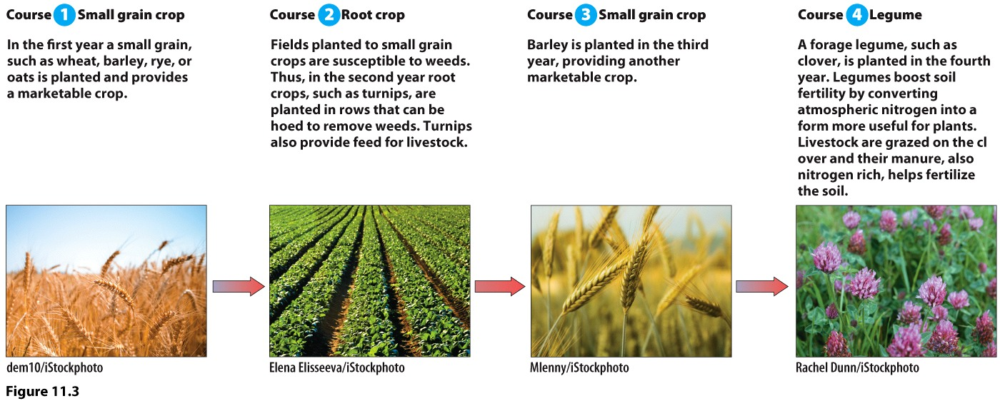 Course 1 Small grain crop
In the first year a small grain,
such as wheat, barley, rye, or
oats is planted and provides
a marketable crop.
Course 2 Root crop
Fields planted to small grain
crops are susceptible to weeds.
Thus, in the second year root
crops, such as turnips, are
planted in rows that can be
hoed to remove weeds. Turnips
also provide feed for livestock.
Course 3 Small grain crop
Barley is planted in the third
year, providing another
marketable crop.
Course 4 Legume
A forage legume, such as
clover, is planted in the fourth
year. Legumes boost soil
fertility by converting
atmospheric nitrogen into a
form more useful for plants.
Livestock are grazed on the cl
over and their manure, also
nitrogen rich, helps fertilize
the soil.
dem10/iStockphoto
Elena Elisseeva/iStockphoto
Mlenny/iStockphoto
Rachel Dunn/iStockphoto
Figure 11.3